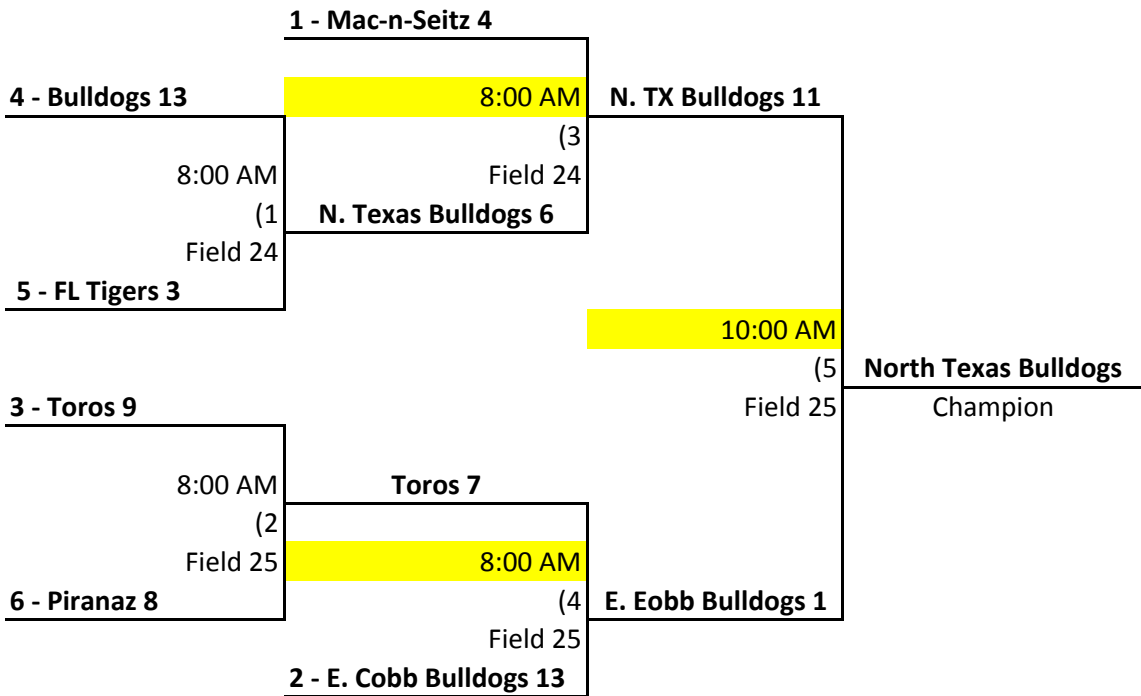 1 - Mac-n-Seitz 4
4 - Bulldogs 13
8:00 AM
N. TX Bulldogs 11
(3
8:00 AM
Field 24
(1
N. Texas Bulldogs 6
Field 24
5 - FL Tigers 3
10:00 AM
(5
North Texas Bulldogs
3 - Toros 9
Field 25
Champion
8:00 AM
Toros 7
(2
Field 25
8:00 AM
6 - Piranaz 8
(4
E. Eobb Bulldogs 1
Field 25
2 - E. Cobb Bulldogs 13